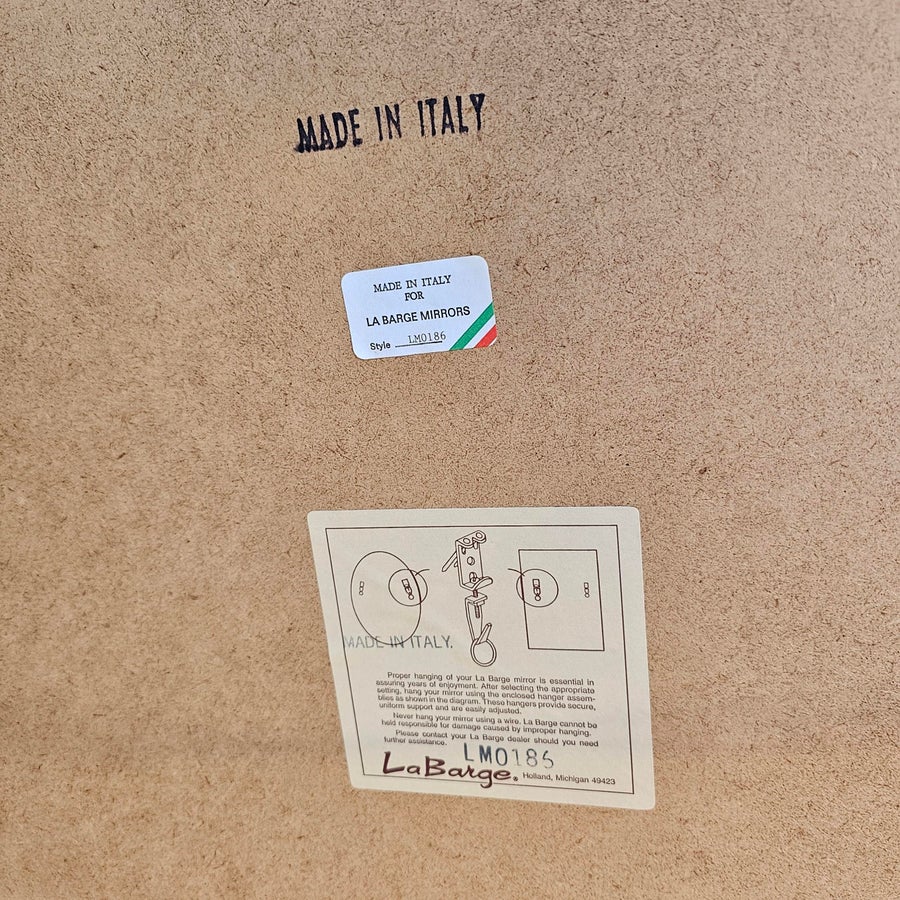 MADE IN ITALY
MADE IN ITALY
FOR
LA BARGE MIRRORS
Style LM0186
MADE IN ITALY.
Proper hanging of your La Barge mirror is essential in
assuring years of enjoyment. After selecting the appropriate
setting, hang your mirror using the enclosed hanger assem-
blies as shown in the diagram. These hangers provide secure,
uniform support and are easily adjusted.
Never hang your mirror using a wire. La Barge cannot be
held responsible for damage caused by improper hanging.
Please contact your La Barge dealer should you need
further assistance.
LM0186
LaBarge® Holland, Michigan 49423